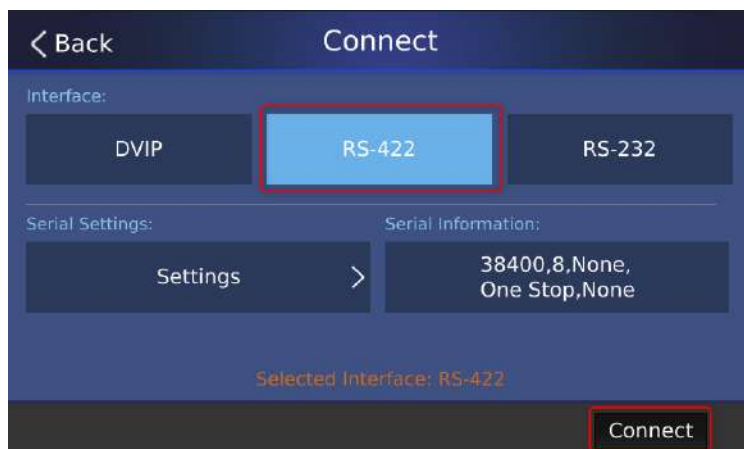 Back
Connect
Interface:
DVIP
RS-422
RS-232
Serial Settings:
Serial Information:
Settings
38400,8,None,
One Stop,None
Selected Interface: RS-422
Connect